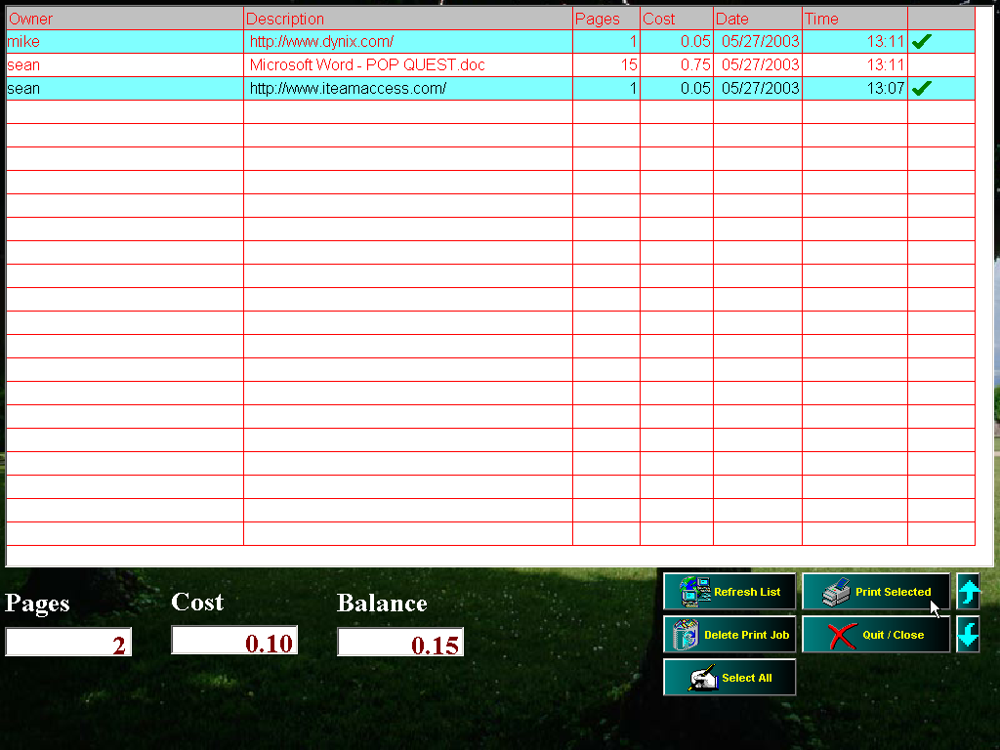 Owner Description Pages Cost Date Time
mike http://www.dynix.com/ 1 0.05 05/27/2003 13:11
sean Microsoft Word - POP QUEST.doc 15 0.75 05/27/2003 13:11
sean http://www.iteamaccess.com/ 1 0.05 05/27/2003 13:07
Pages Cost Balance
2 0.10 0.15
Refresh List Print Selected
Delete Print Job Quit / Close
Select All